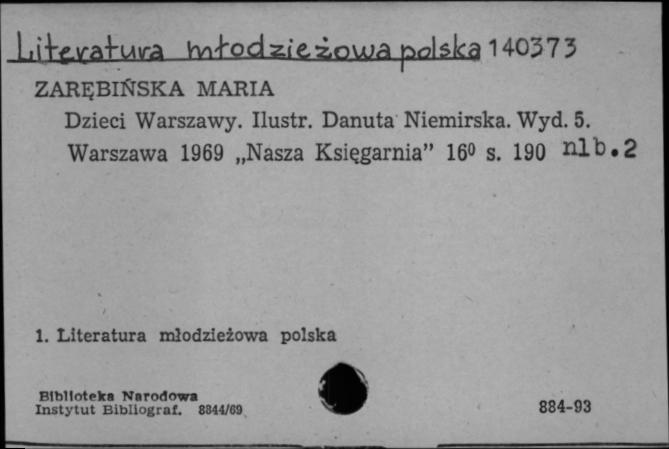 Literatura młodzieżowa polska 140373
ZARĘBIŃSKA MARIA
Dzieci Warszawy. Ilustr. Danuta Niemirska. Wyd. 5.
Warszawa 1969 „Nasza Księgarnia” 16⁰ s. 190 nlb.2
1. Literatura młodzieżowa polska
Biblioteka Narodowa
Instytut Bibliograf. 8844/69
884-93